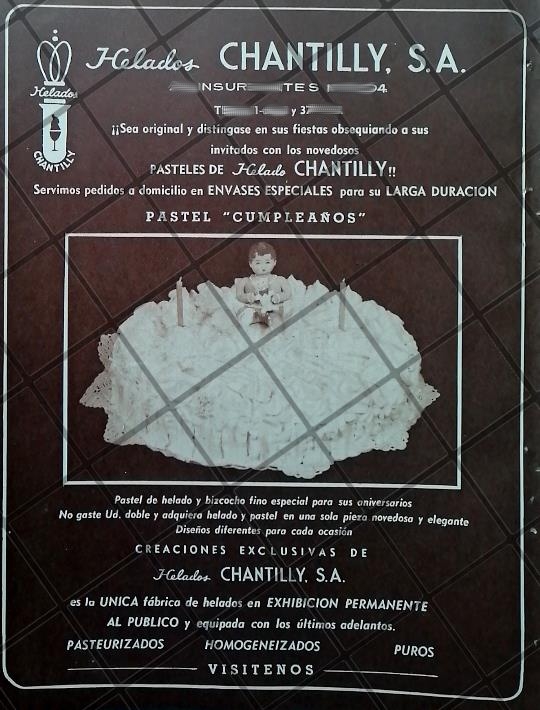 Helados CHANTILLY, S.A.
Helados
CHANTILLY
¡¡Sea original y distíngase en sus fiestas obsequiando a sus
invitados con los novedosos
PASTELES DE Helado CHANTILLY!!
Servimos pedidos a domicilio en ENVASES ESPECIALES para su LARGA DURACION
PASTEL "CUMPLEAÑOS"
Pastel de helado y bizcocho fino especial para sus aniversarios
No gaste Ud. doble y adquiera helado y pastel en una sola pieza novedosa y elegante
Diseños diferentes para cada ocasión
CREACIONES EXCLUSIVAS DE
Helados CHANTILLY, S.A.
es la UNICA fábrica de helados en EXHIBICION PERMANENTE
AL PUBLICO y equipada con los últimos adelantos.
PASTEURIZADOS HOMOGENEIZADOS PUROS
VISITENOS